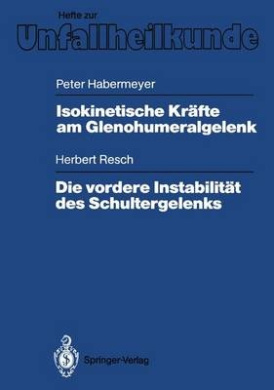 Hefte zur
Unfallheilkunde
Peter Habermeyer
Isokinetische Kräfte
am Glenohumeralgelenk
Herbert Resch
Die vordere Instabilität
des Schultergelenks
Springer-Verlag